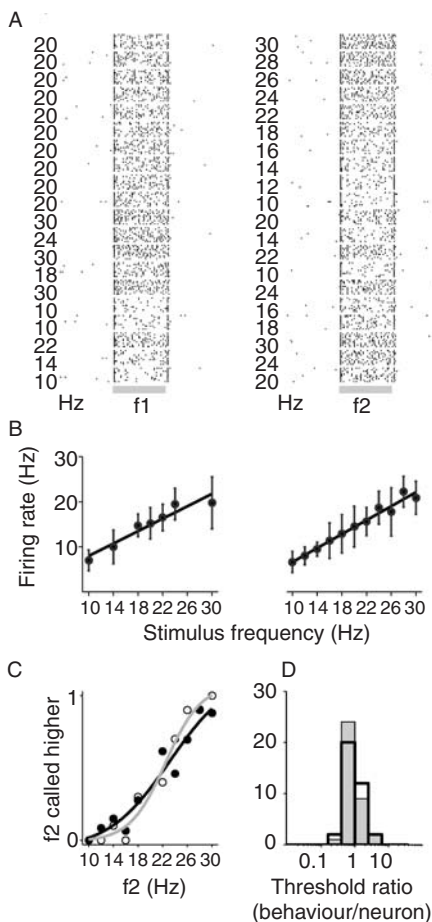 A
20 30
20 28
20 26
20 24
20 22
20 18
20 16
20 14
20 12
20 10
30 20
24 14
30 22
18 10
30 24
10 16
10 18
22 30
14 24
10 20
Hz f1 Hz f2
B
Firing rate (Hz)
30
20
10
10 14 18 22 26 30 10 14 18 22 26 30
Stimulus frequency (Hz)
C
f2 called higher
1
0
10 14 18 22 26 30
f2 (Hz)
D
30
20
10
0
0.1 1 10
Threshold ratio
(behaviour/neuron)